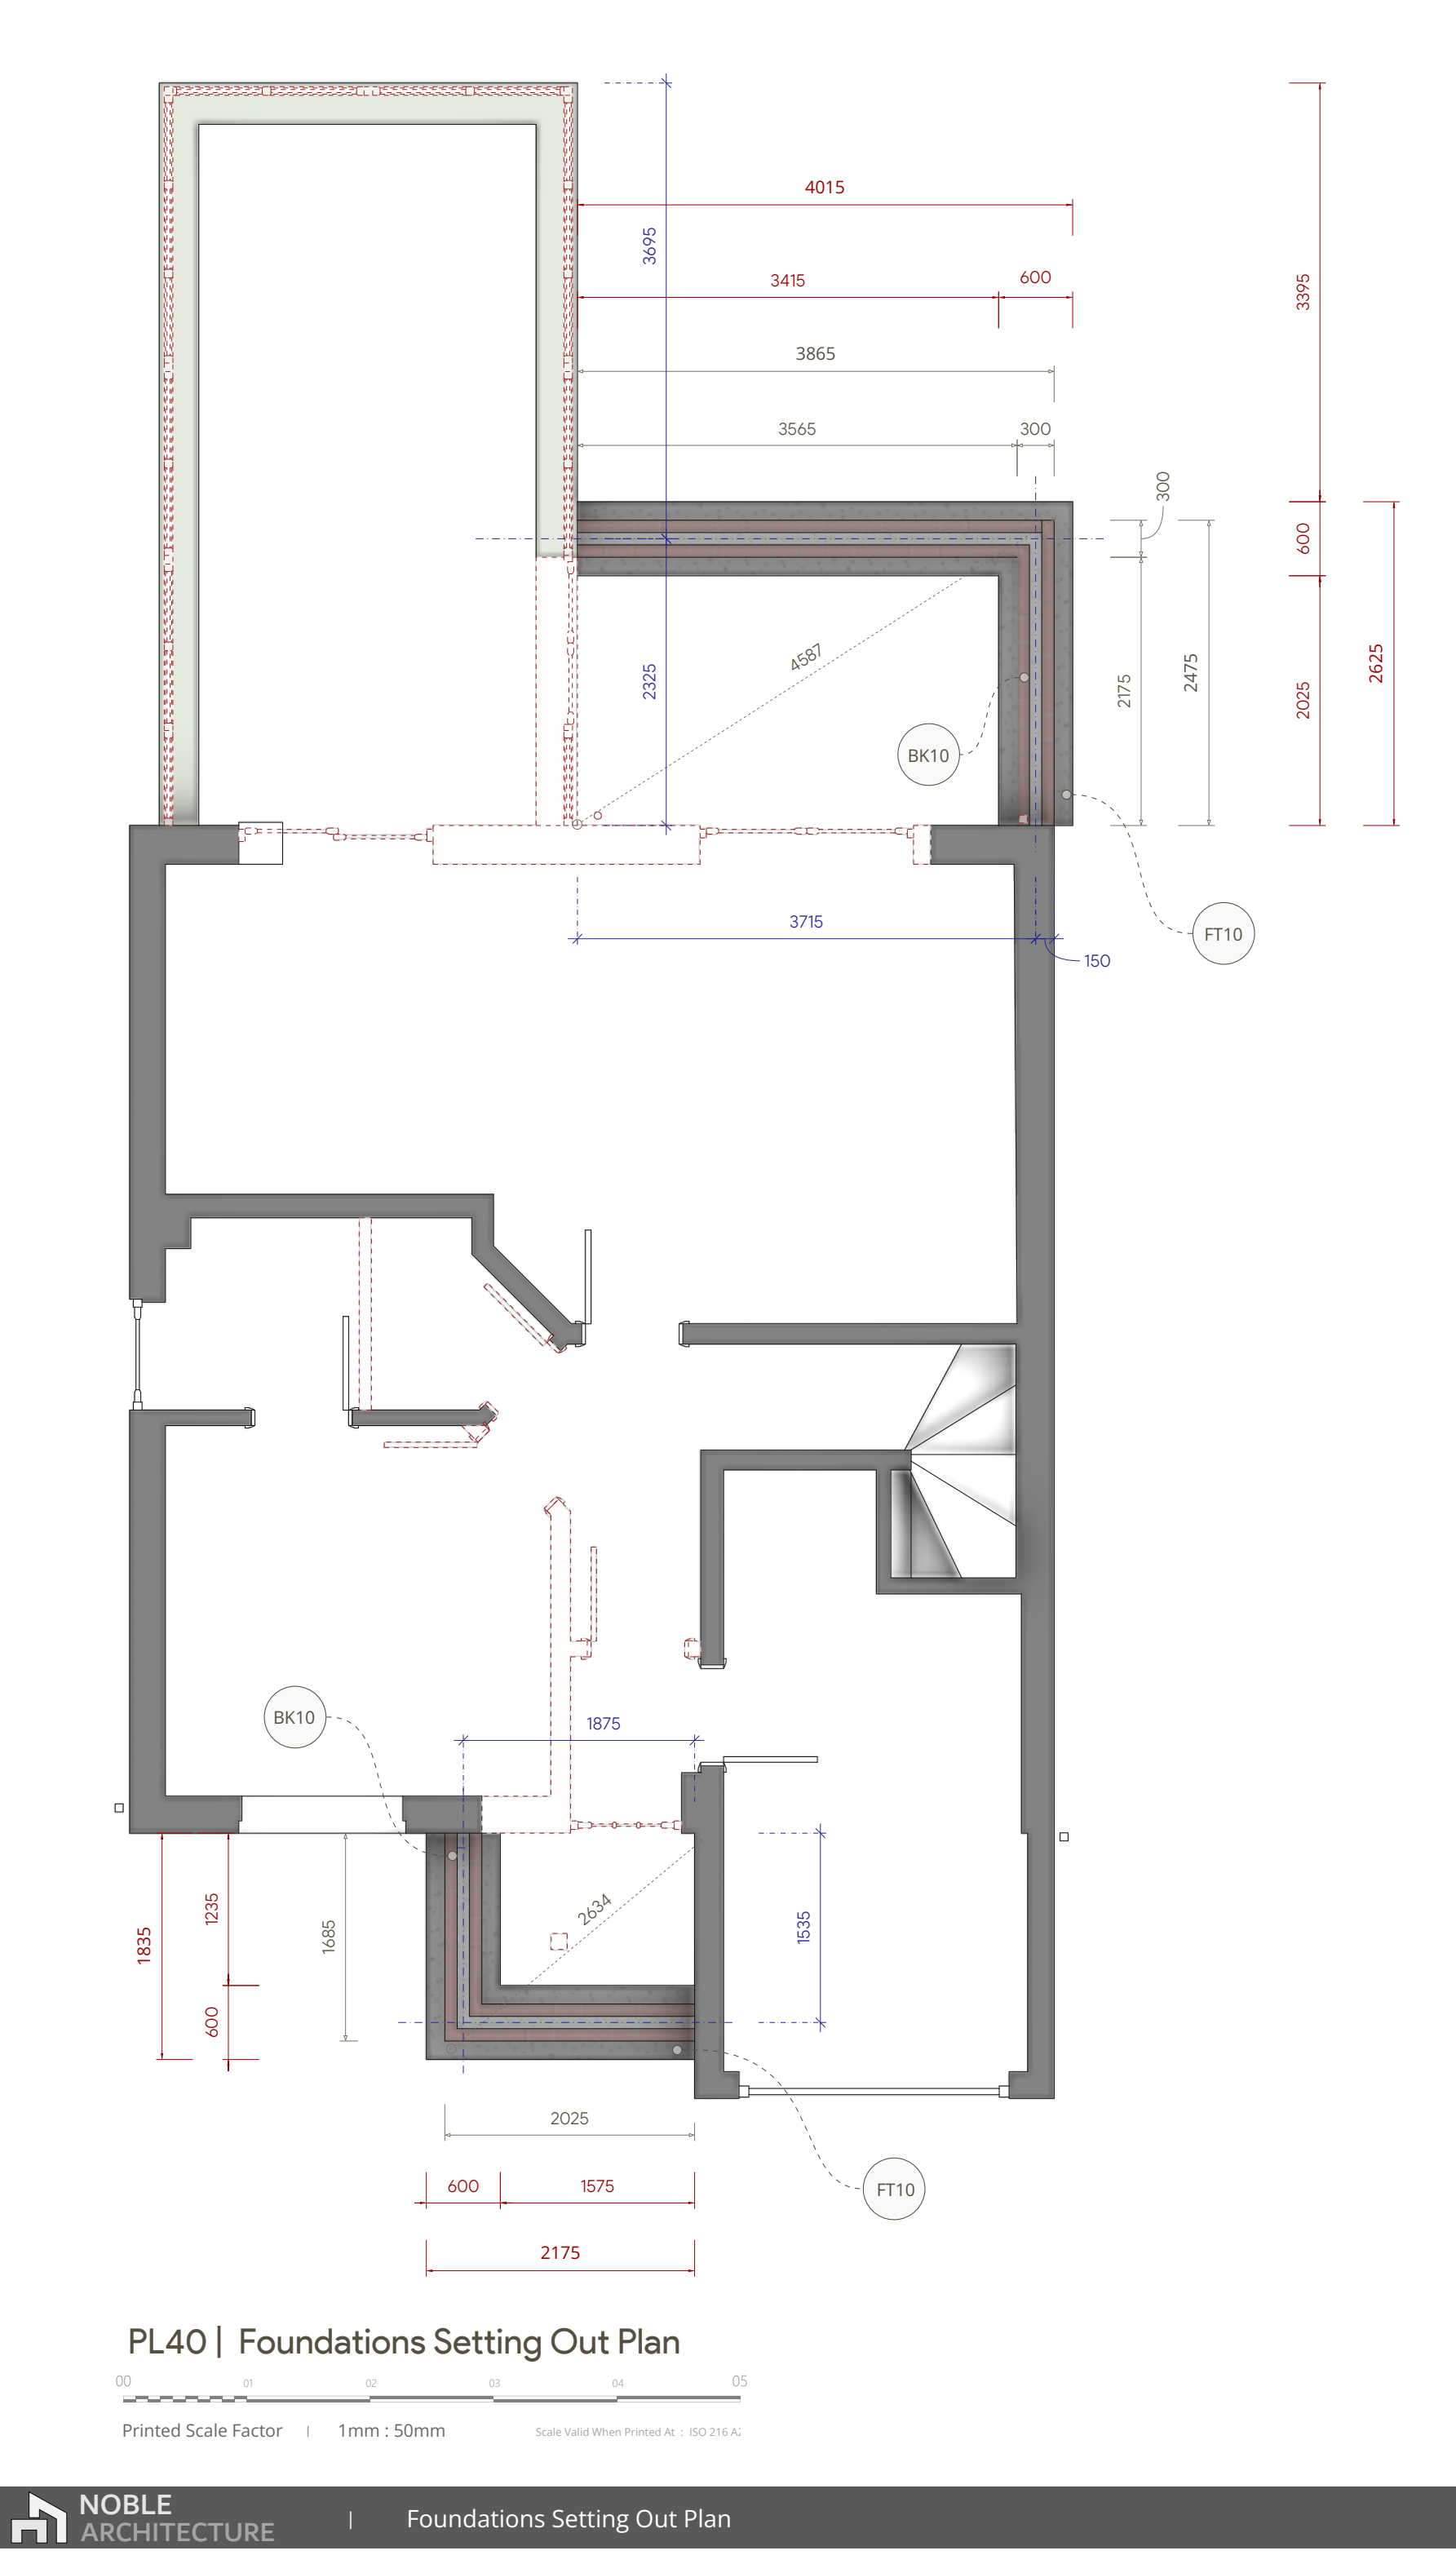 4015
3695
3415
600
3395
3865
3565
300
300
600
4587
2325
2175
2475
2025
2625
BK10
3715
FT10
150
BK10
1875
1835
1235
1685
2634
1535
600
2025
600
1575
FT10
2175
PL40 | Foundations Setting Out Plan
00 01 02 03 04 05
Printed Scale Factor | 1mm : 50mm Scale Valid When Printed At : ISO 216
NOBLE
ARCHITECTURE
| Foundations Setting Out Plan